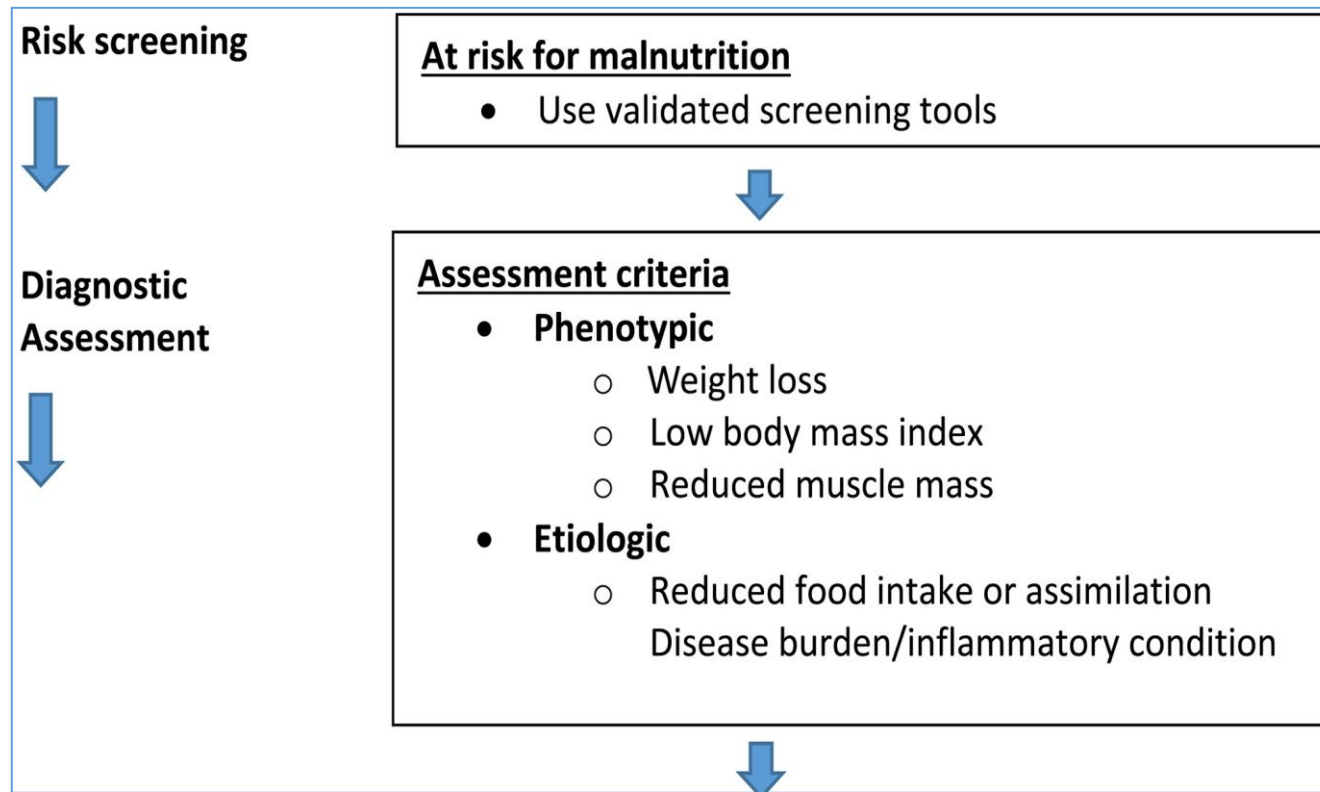 Risk screening
At risk for malnutrition
• Use validated screening tools
Diagnostic
Assessment
Assessment criteria
• Phenotypic
○ Weight loss
○ Low body mass index
○ Reduced muscle mass
• Etiologic
○ Reduced food intake or assimilation
Disease burden/inflammatory condition